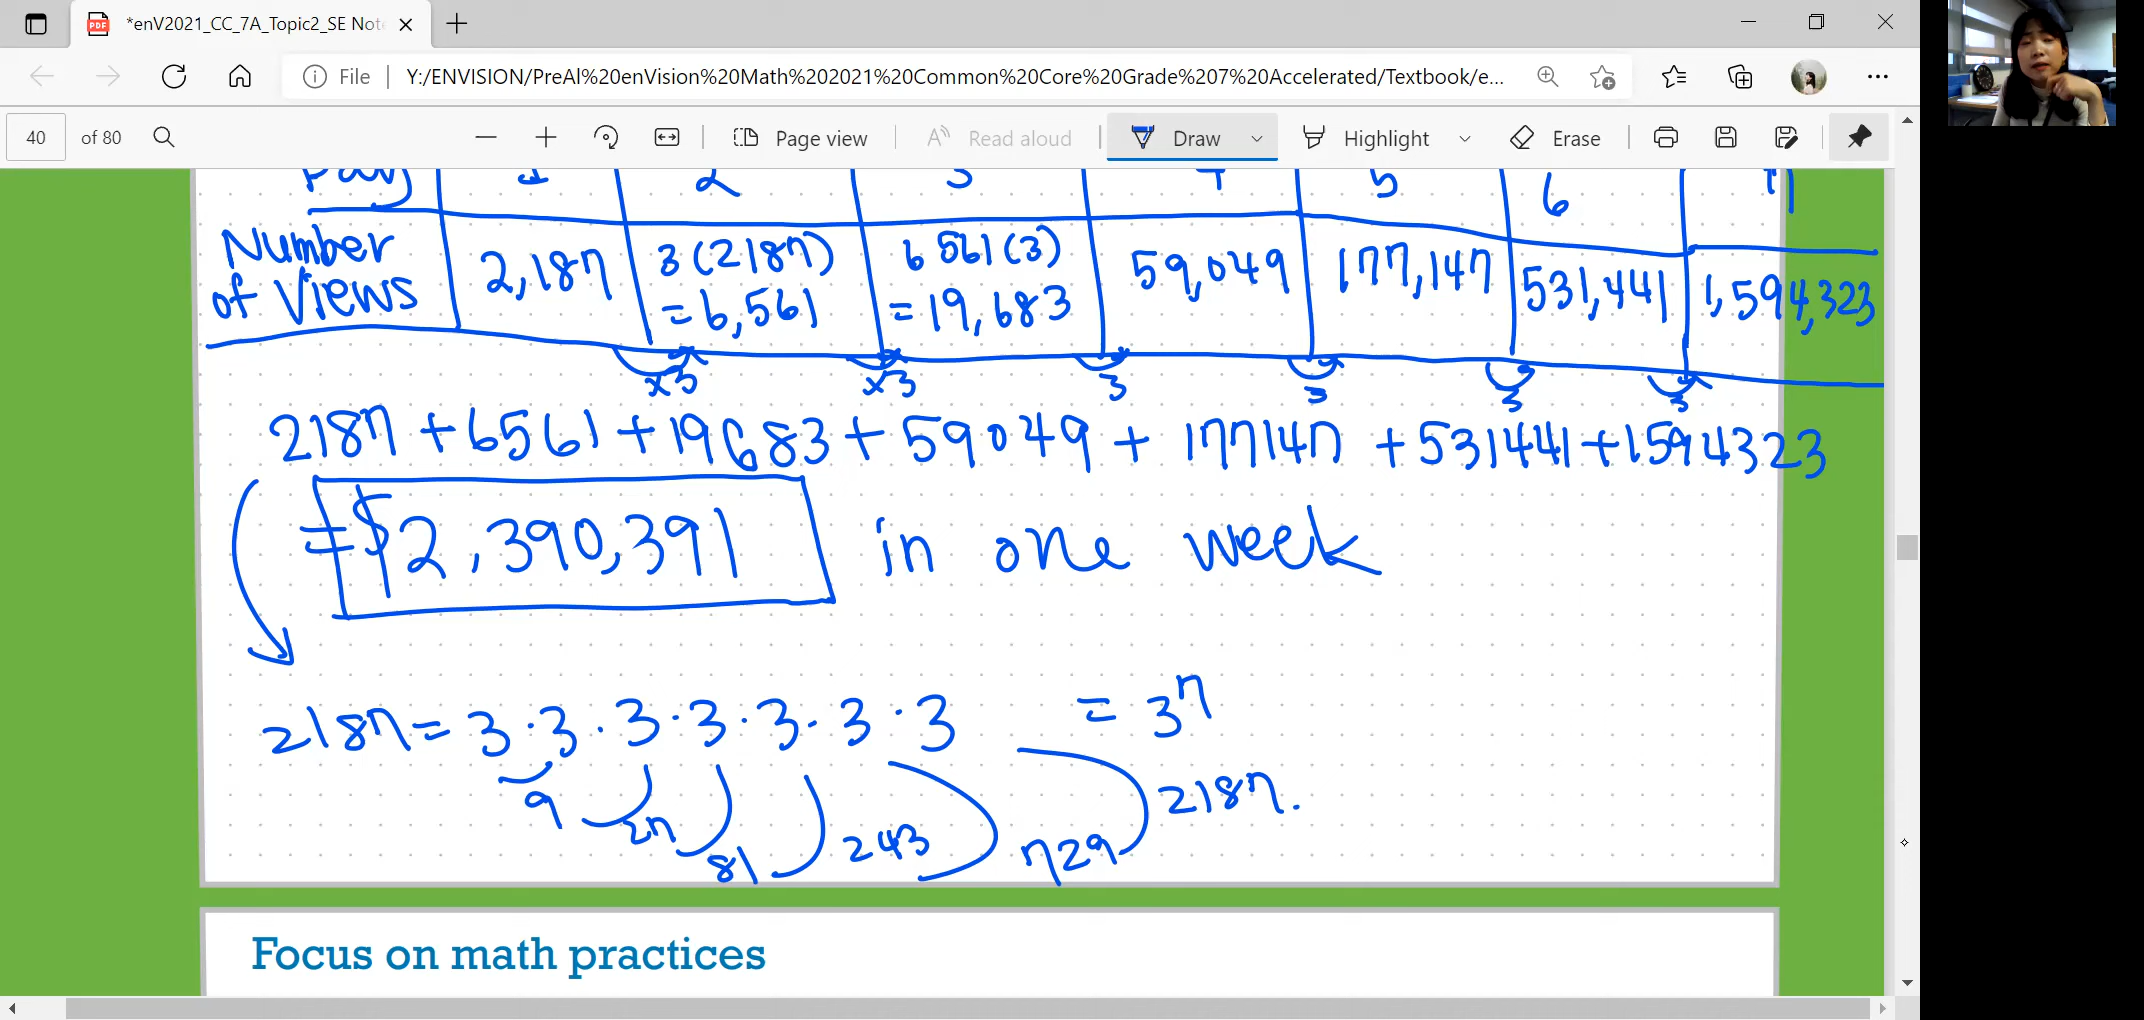 *enV2021_CC_7A_Topic2_SE Not
File Y:/ENVISION/PreAl%20enVision%20Math%202021%20Common%20Core%20Grade%207%20Accelerated/Textbook/e...
40 of 80 Page view Read aloud Draw Highlight Erase
Day 1 2 3 4 5 6 7
Number of Views 2,187 3(2187) =6,561 6561(3) =19,683 59,049 177,147 531,441 1,594,323
x3 x3 3 3 3 3
2187+6561+19683+59049+177147+531441+1594323
=$2,390,391 in one week
2187=3·3·3·3·3·3·3 =3⁷
9 27 81 243 729 2187.
Focus on math practices